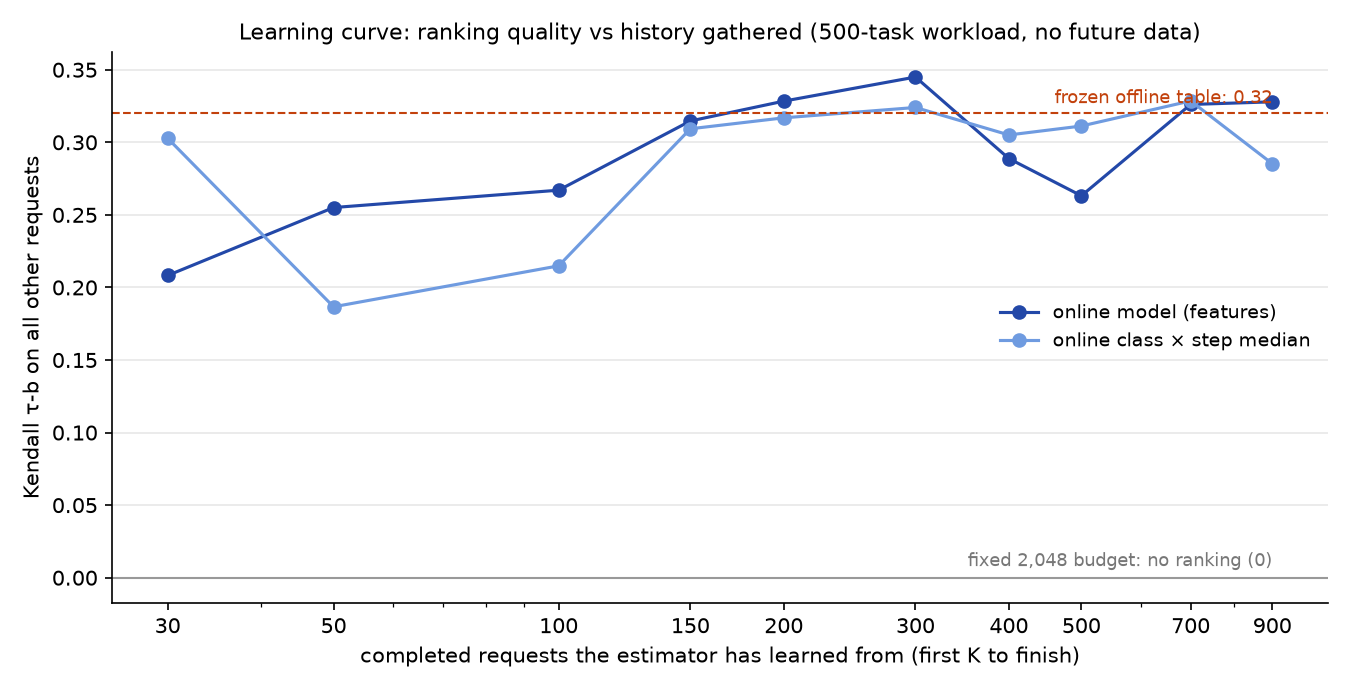 Learning curve: ranking quality vs history gathered (500-task workload, no future data)
Kendall τ-b on all other requests
0.35
0.30
0.25
0.20
0.15
0.10
0.05
0.00
frozen offline table: 0.32
online model (features)
online class × step median
fixed 2,048 budget: no ranking (0)
30 50 100 150 200 300 400 500 700 900
completed requests the estimator has learned from (first K to finish)